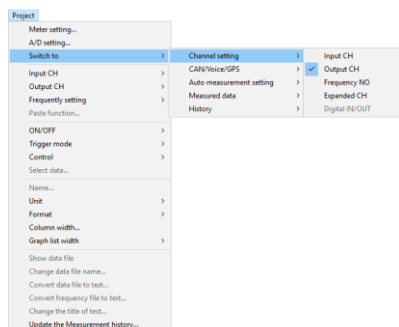 Project
Meter setting...
A/D setting...
Switch to
Input CH
Output CH
Frequently setting
Paste function...
ON/OFF
Trigger mode
Control
Select data...
Name...
Unit
Format
Column width...
Graph list width
Show data file
Change data file name...
Convert data file to text...
Convert frequency file to text...
Change the title of test...
Update the Measurement history...
Channel setting
CAN/Voice/GPS
Auto measurement setting
Measured data
History
Input CH
Output CH
Frequency NO
Expanded CH
Digital IN/OUT